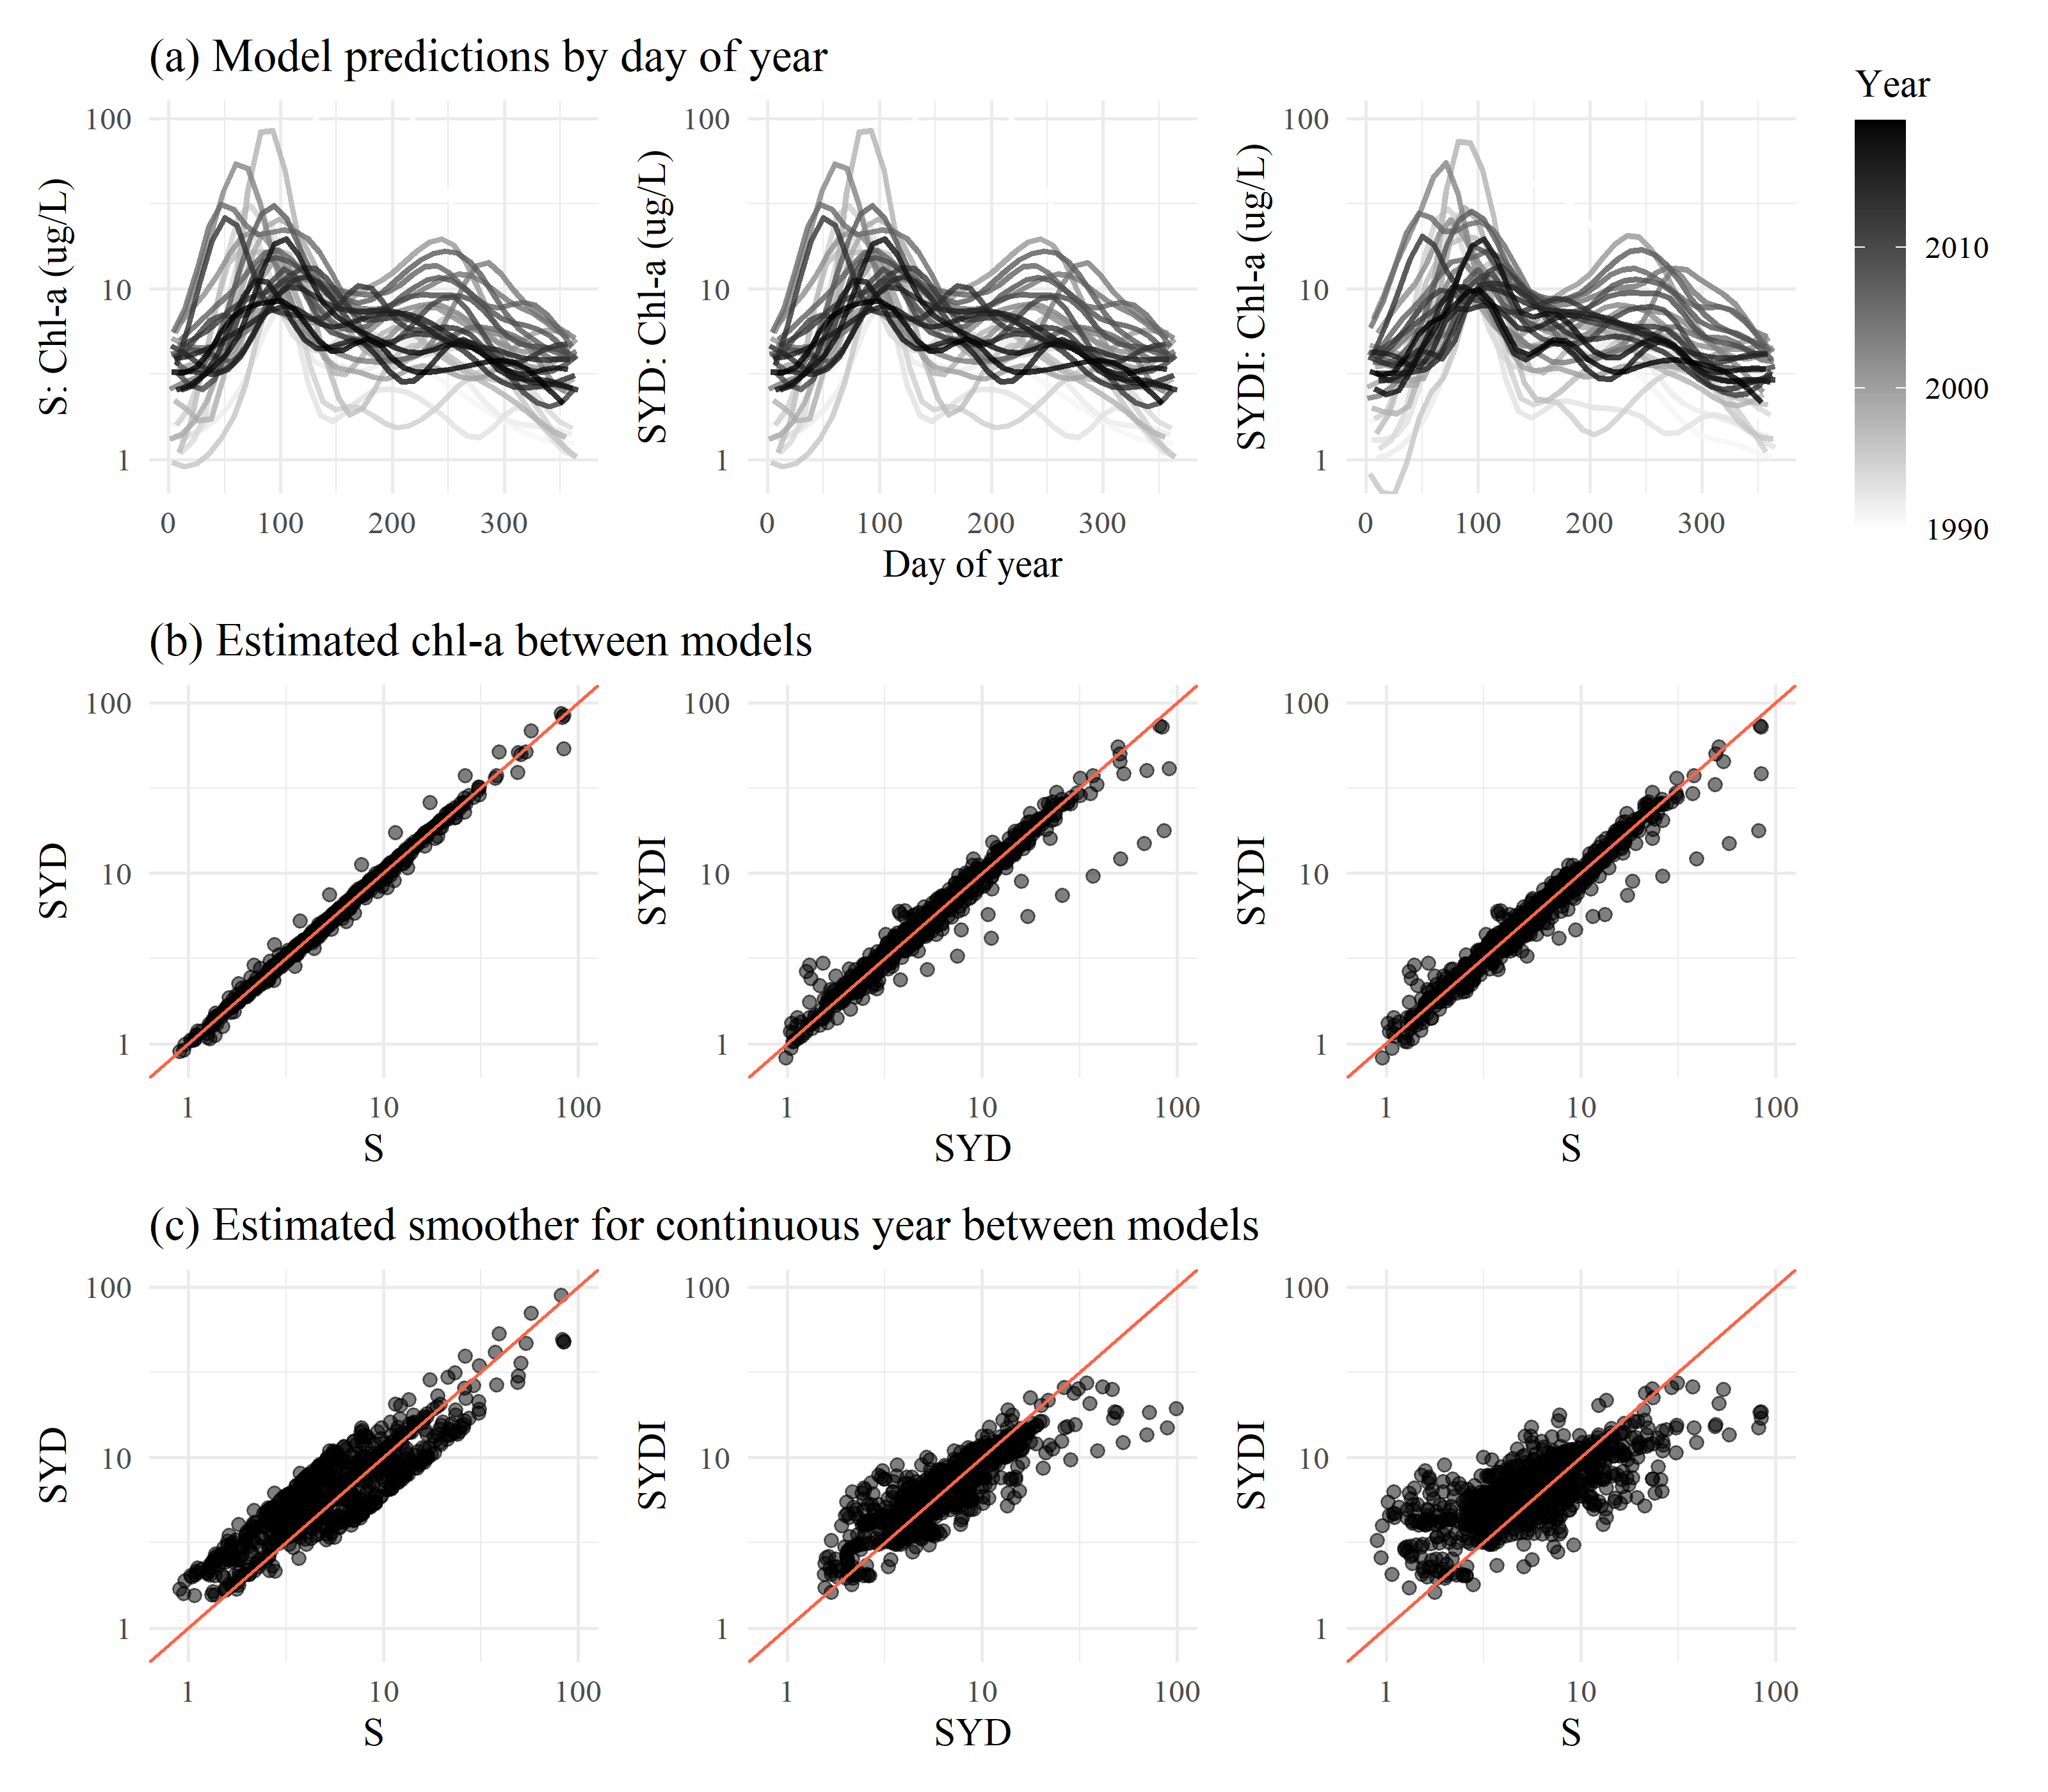 (a) Model predictions by day of year
S: Chl-a (ug/L)
100
10
1
0 100 200 300
SYD: Chl-a (ug/L)
100
10
1
0 100 200 300
Day of year
SYDI: Chl-a (ug/L)
100
10
1
0 100 200 300
Year
2010
2000
1990
(b) Estimated chl-a between models
SYD
100
10
1
1 10 100
S
SYDI
100
10
1
1 10 100
SYD
SYDI
100
10
1
1 10 100
S
(c) Estimated smoother for continuous year between models
SYD
100
10
1
1 10 100
S
SYDI
100
10
1
1 10 100
SYD
SYDI
100
10
1
1 10 100
S